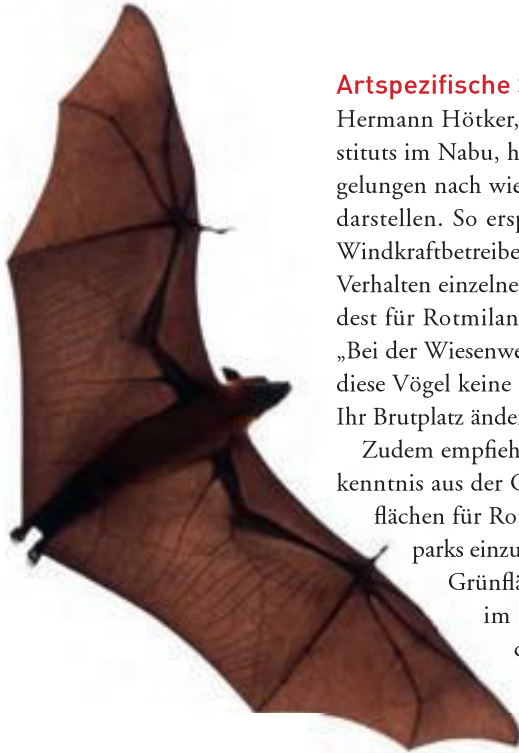 Artspezifische
Hermann Hötker,
stituts im Nabu, h
gelungen nach wie
darstellen. So ersp
Windkraftbetreibe
Verhalten einzelne
dest für Rotmilan
„Bei der Wiesenwe
diese Vögel keine
Ihr Brutplatz änder
Zudem empfieh
kenntnis aus der G
flächen für Ro
parks einzu
Grünflä
im